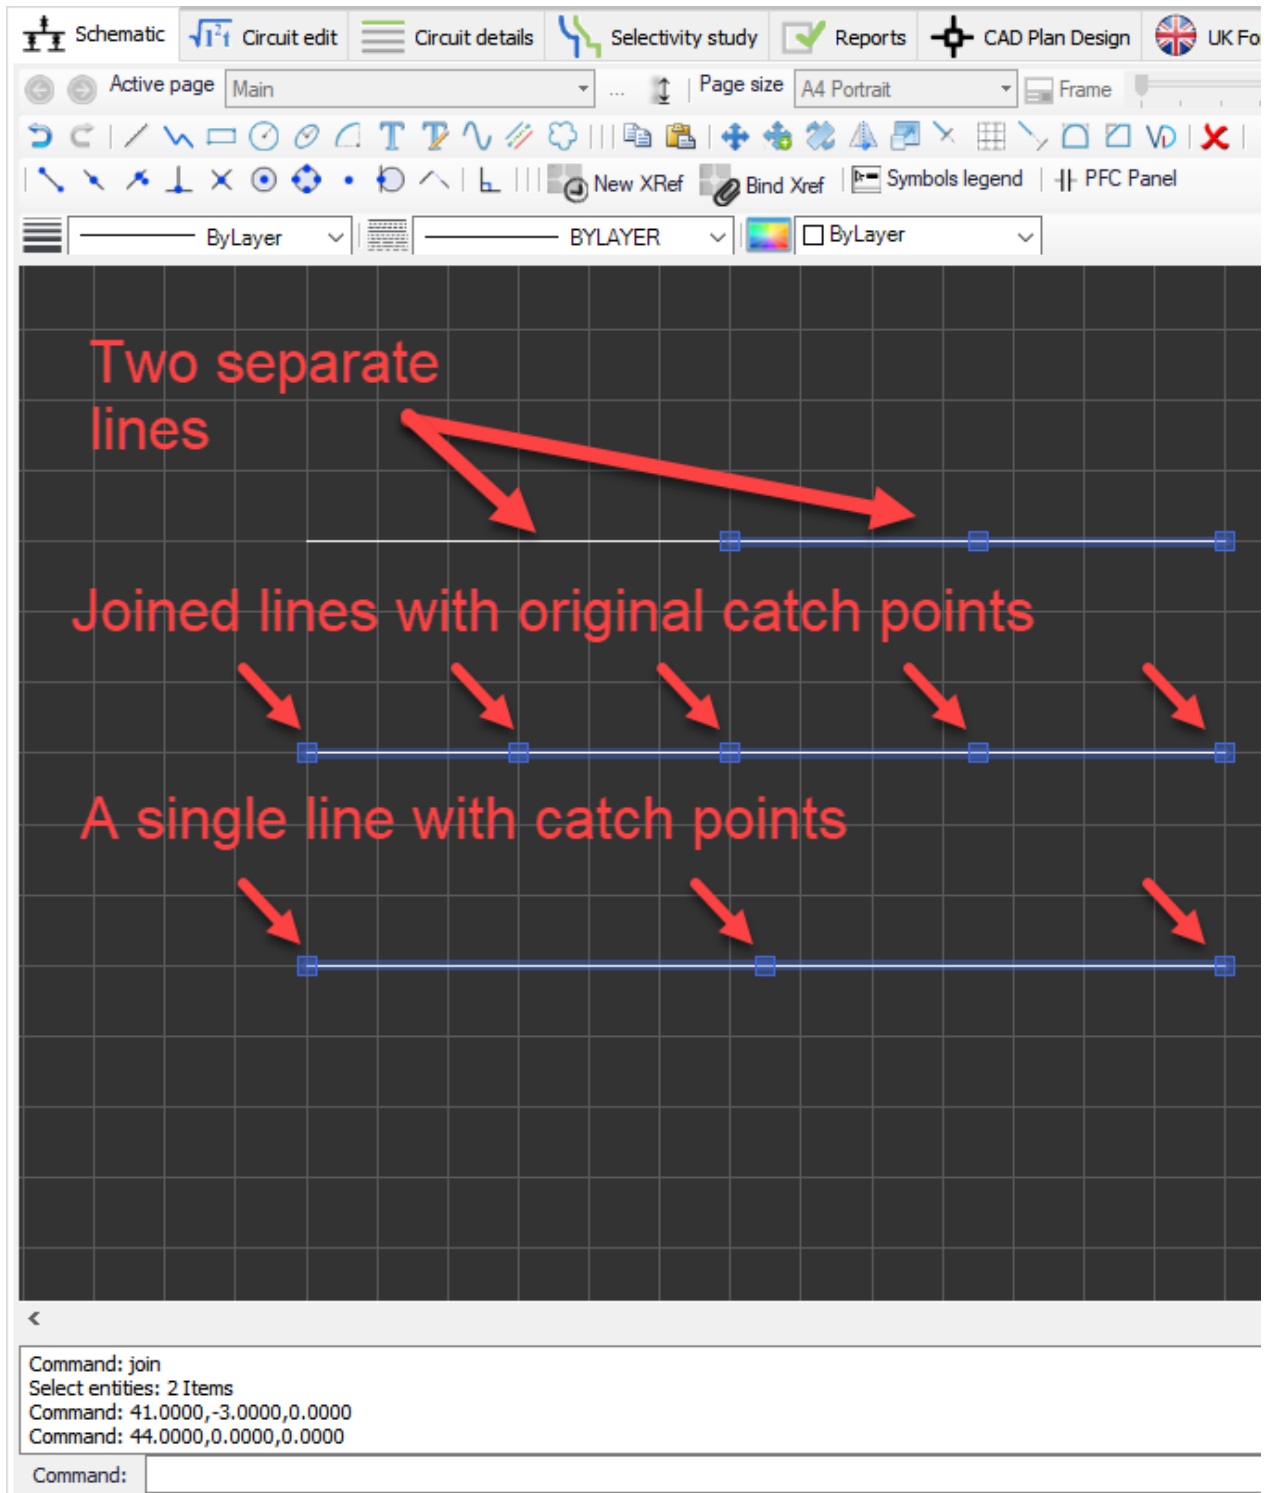 Schematic √I²t Circuit edit Circuit details Selectivity study Reports CAD Plan Design
Active page Main ... Page size A4 Portrait Frame
New XRef Bind Xref Symbols legend PFC Panel
ByLayer BYLAYER ByLayer
Two separate
lines
Joined lines with original catch points
A single line with catch points
Command: join
Select entities: 2 Items
Command: 41.0000,-3.0000,0.0000
Command: 44.0000,0.0000,0.0000
Command: